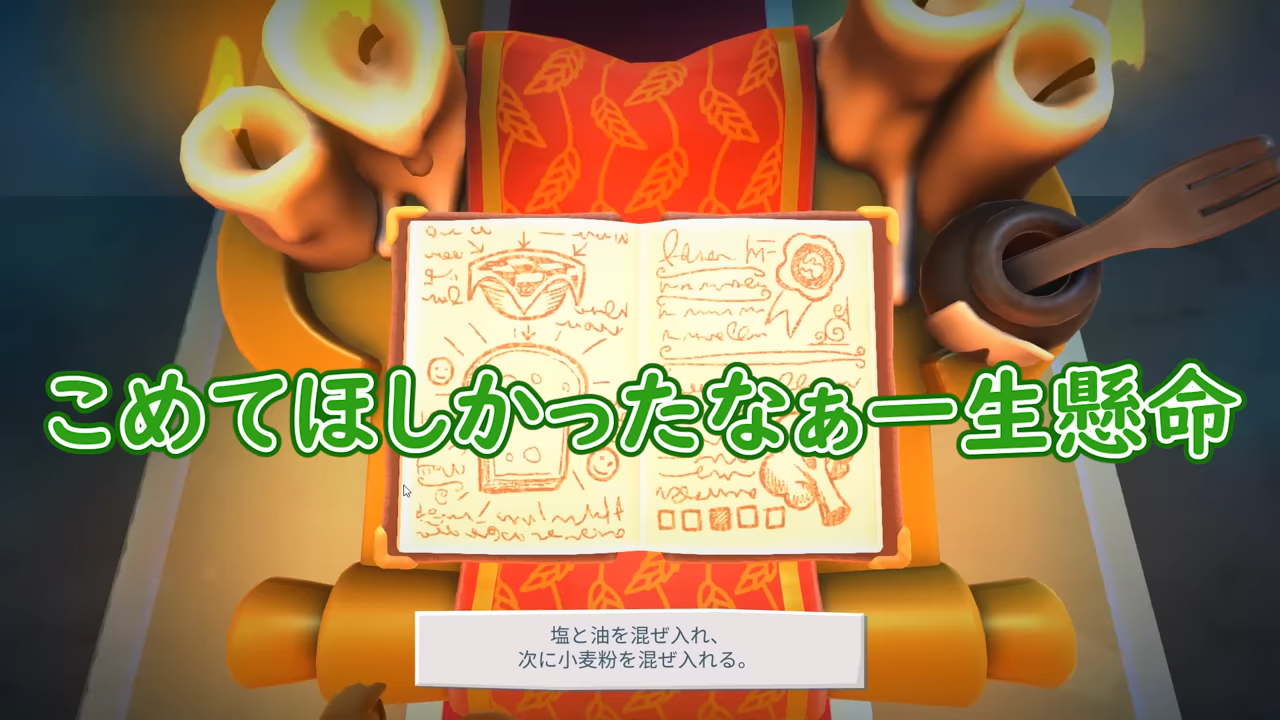 こめてほしかったなぁ一生懸命
塩と油を混ぜ入れ、
次に小麦粉を混ぜ入れる。